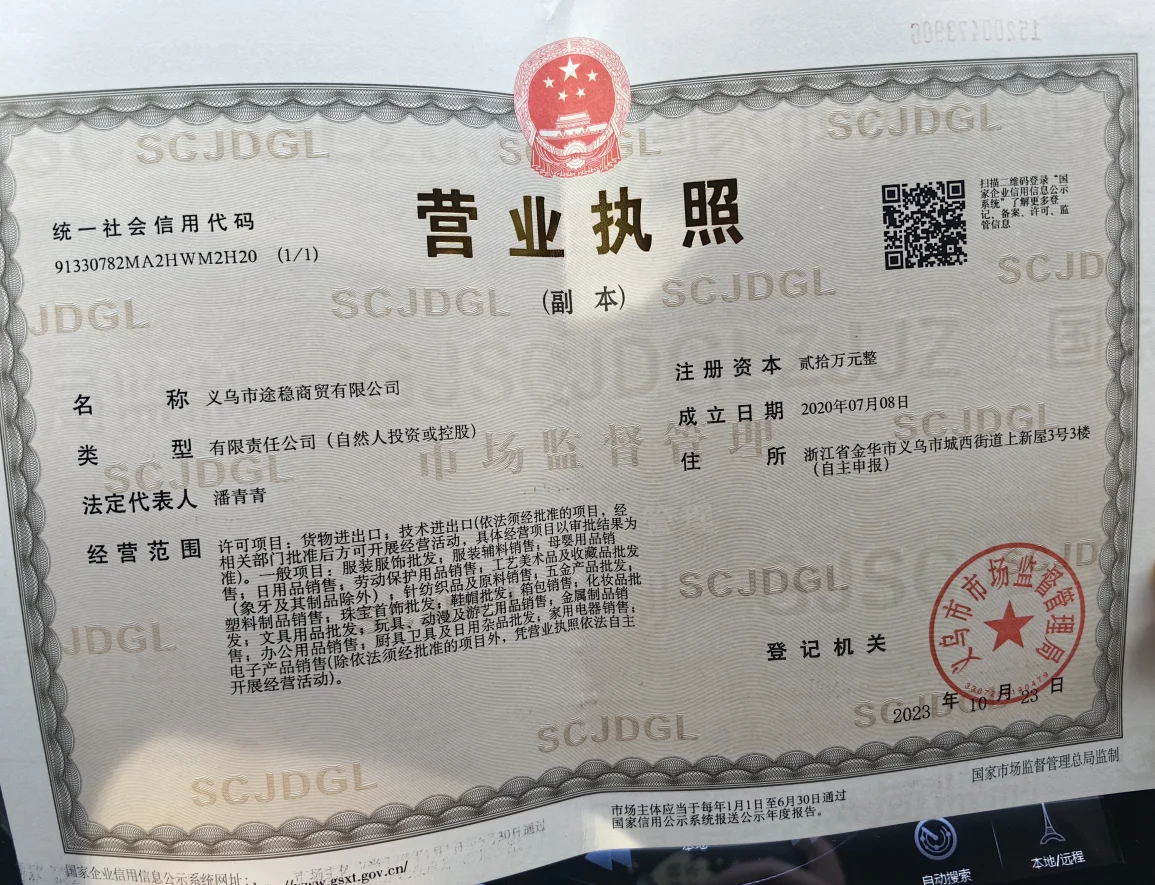 15200473906
SCJDGL
SCJDGL
营业执照
(副 本)
统一社会信用代码
91330782MA2HWM2H20 (1/1)
扫描二维码登录“国
家企业信用信息公示
系统”了解更多登
记、备案、许可、监
管信息
JDGL
SCJDGL
SCJDGL
SCJD
名 称 义乌市途稳商贸有限公司
类 型 有限责任公司（自然人投资或控股）
法定代表人 潘青青
经营范围 许可项目：货物进出口；技术进出口(依法须经批准的项目，经
相关部门批准后方可开展经营活动，具体经营项目以审批结果为
准)。一般项目：服装服饰批发；服装辅料销售；母婴用品销
售；日用品销售；劳动保护用品销售；工艺美术品及收藏品批发
（象牙及其制品除外）；针纺织品及原料销售；五金产品批发；
塑料制品销售；珠宝首饰批发；鞋帽批发；箱包销售；化妆品批
发；文具用品批发；玩具、动漫及游艺用品销售；金属制品销
售；办公用品销售；厨具卫具及日用杂品批发；家用电器销售；
电子产品销售(除依法须经批准的项目外，凭营业执照依法自主
开展经营活动)。
注册资本 贰拾万元整
成立日期 2020年07月08日
住 所 浙江省金华市义乌市城西街道上新屋3号3楼
（自主申报）
SCJDGL
SCJDGL
市场监督管理
SCJDGL
JDGL
SCJDGL
SCJDGL
登记机关
义乌市市场监督管理局
2023 年 10 月 23 日
国家市场监督管理总局监制
市场主体应当于每年1月1日至6月30日通过
国家信用公示系统报送公示年度报告。
国家企业信用信息公示系统网址：
//www.gsxt.gov.cn/
自动搜索
本地/远程